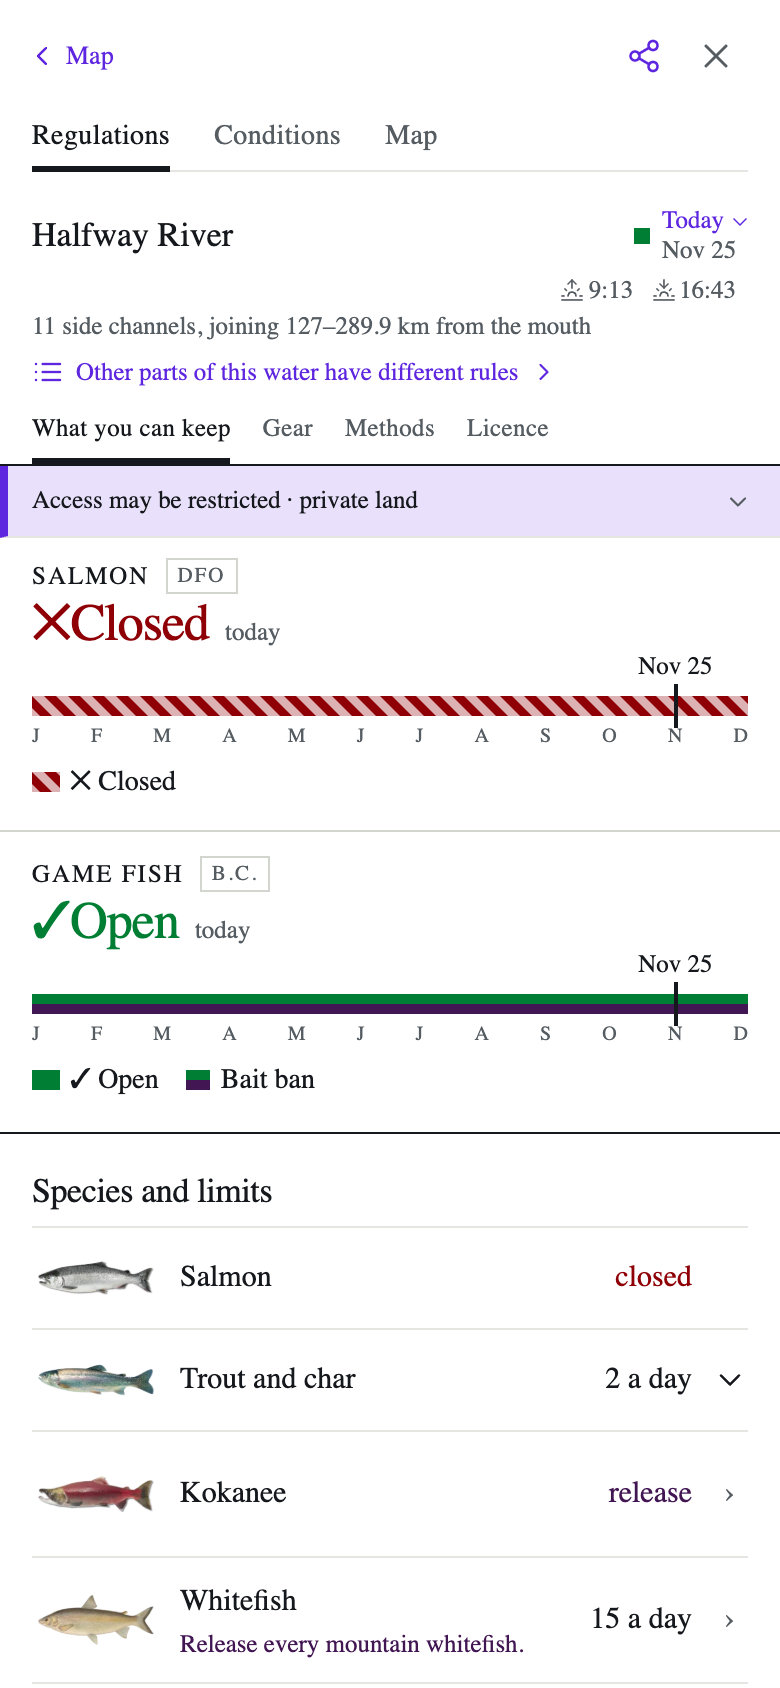 Map
Regulations Conditions Map
Halfway River
Today
Nov 25
9:13 16:43
11 side channels, joining 127–289.9 km from the mouth
Other parts of this water have different rules
What you can keep Gear Methods Licence
Access may be restricted · private land
SALMON DFO
Closed today
Nov 25
J F M A M J J A S O N D
Closed
GAME FISH B.C.
✓Open today
Nov 25
J F M A M J J A S O N D
✓ Open Bait ban
Species and limits
Salmon closed
Trout and char 2 a day
Kokanee release
Whitefish 15 a day
Release every mountain whitefish.